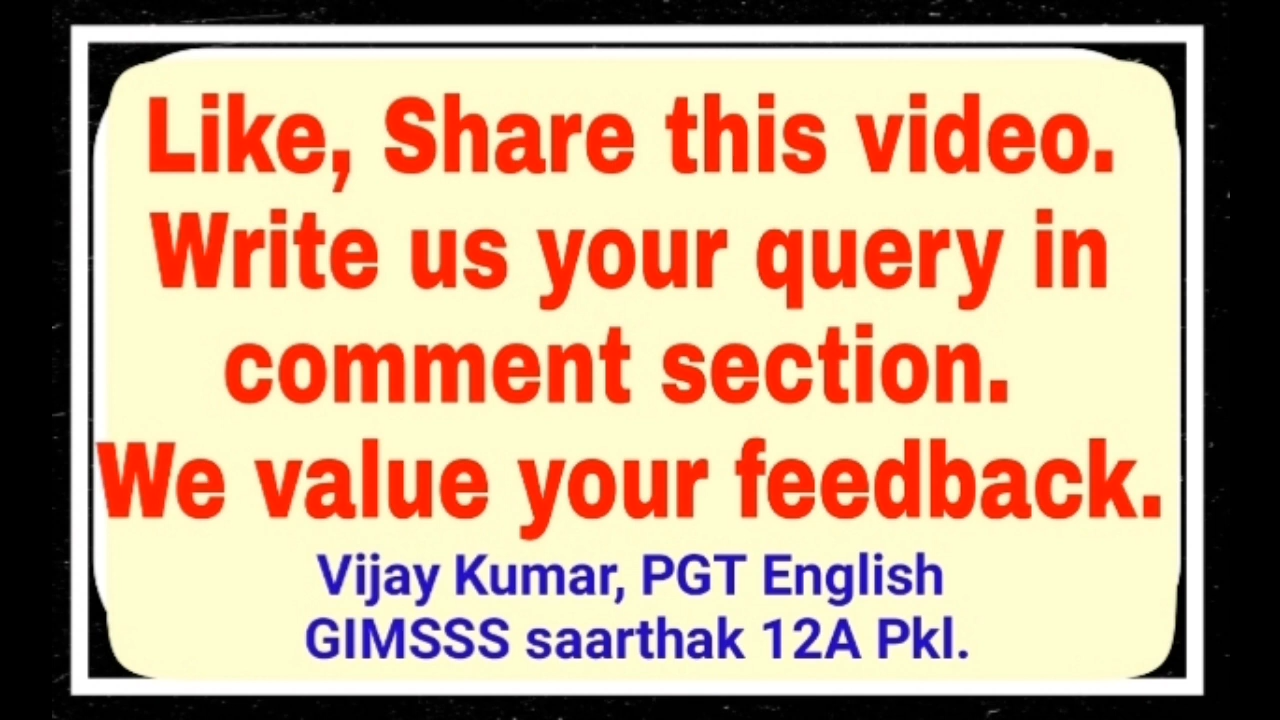 Like, Share this video.
Write us your query in
comment section.
We value your feedback.
Vijay Kumar, PGT English
GIMSSS saarthak 12A Pkl.